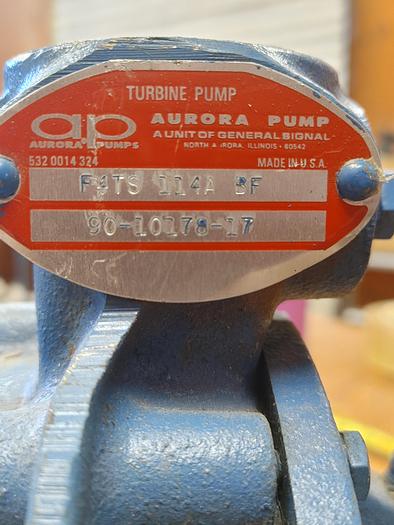 TURBINE PUMP
ap
AURORA PUMPS
AURORA PUMP
A UNIT OF GENERAL SIGNAL
NORTH AURORA, ILLINOIS · 60542
532 0014 324
MADE IN U.S.A.
F4TS 114A BF
90-10178-17